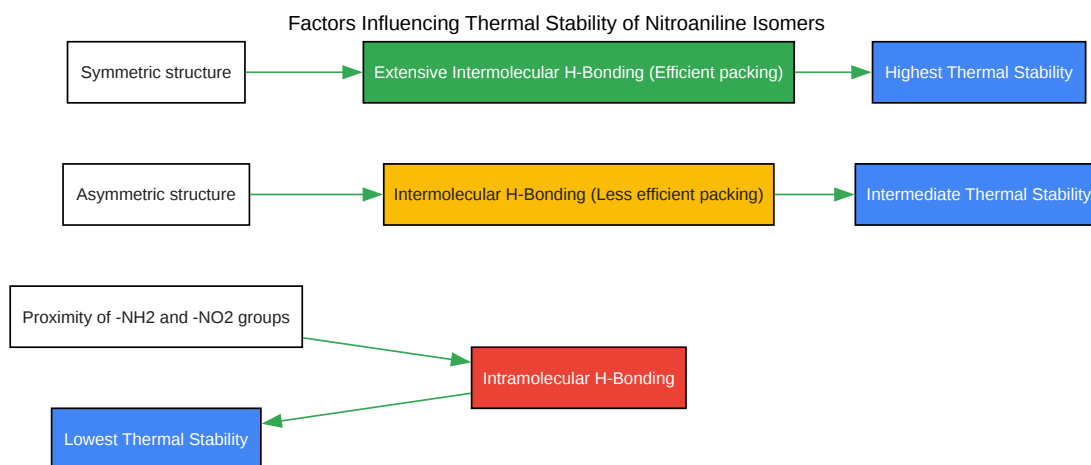 Factors Influencing Thermal Stability of Nitroaniline Isomers
Symmetric structure
Extensive Intermolecular H-Bonding (Efficient packing)
Highest Thermal Stability
Asymmetric structure
Intermolecular H-Bonding (Less efficient packing)
Intermediate Thermal Stability
Proximity of -NH2 and -NO2 groups
Intramolecular H-Bonding
Lowest Thermal Stability